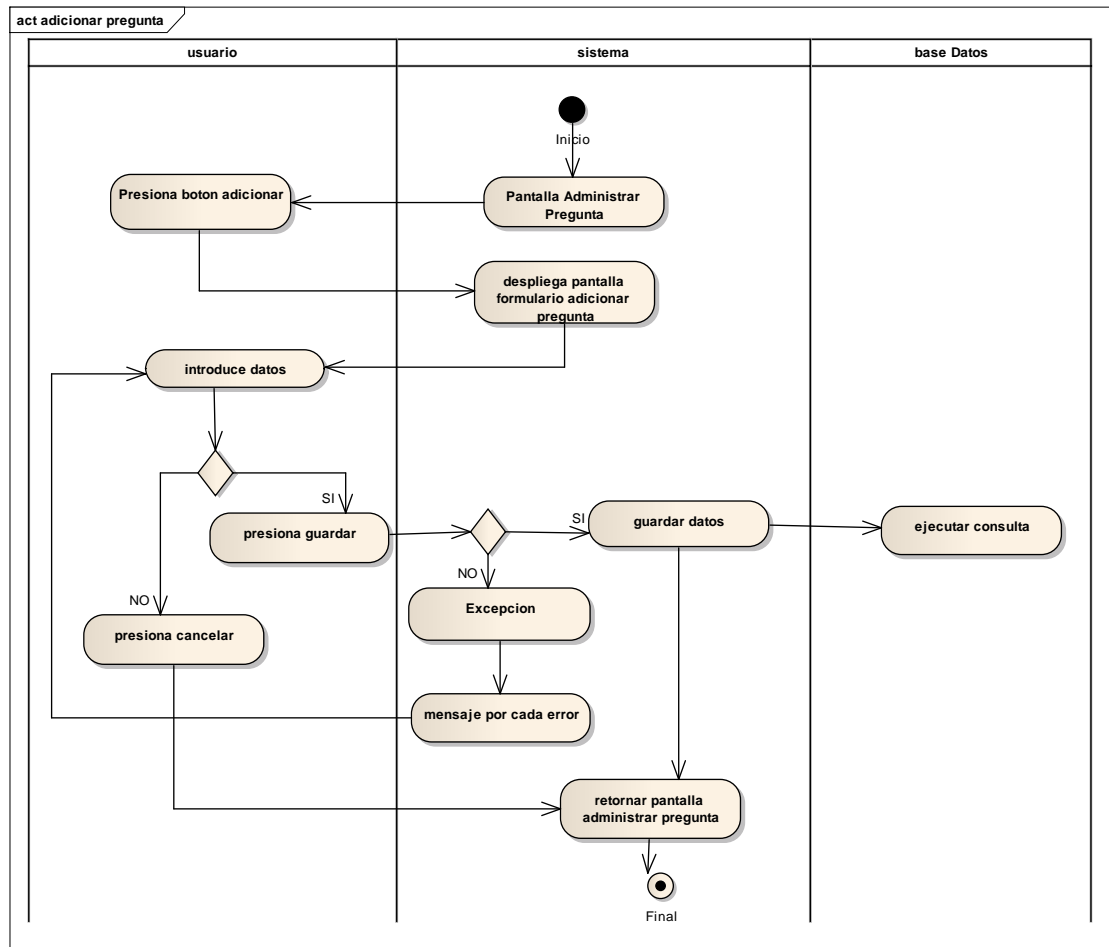 act adicionar pregunta
usuario
sistema
base Datos
Inicio
Presiona boton adicionar
Pantalla Administrar
Pregunta
despliega pantalla
formulario adicionar
pregunta
introduce datos
SI
presiona guardar
SI
guardar datos
ejecutar consulta
NO
Excepcion
NO
presiona cancelar
mensaje por cada error
retornar pantalla
administrar pregunta
Final